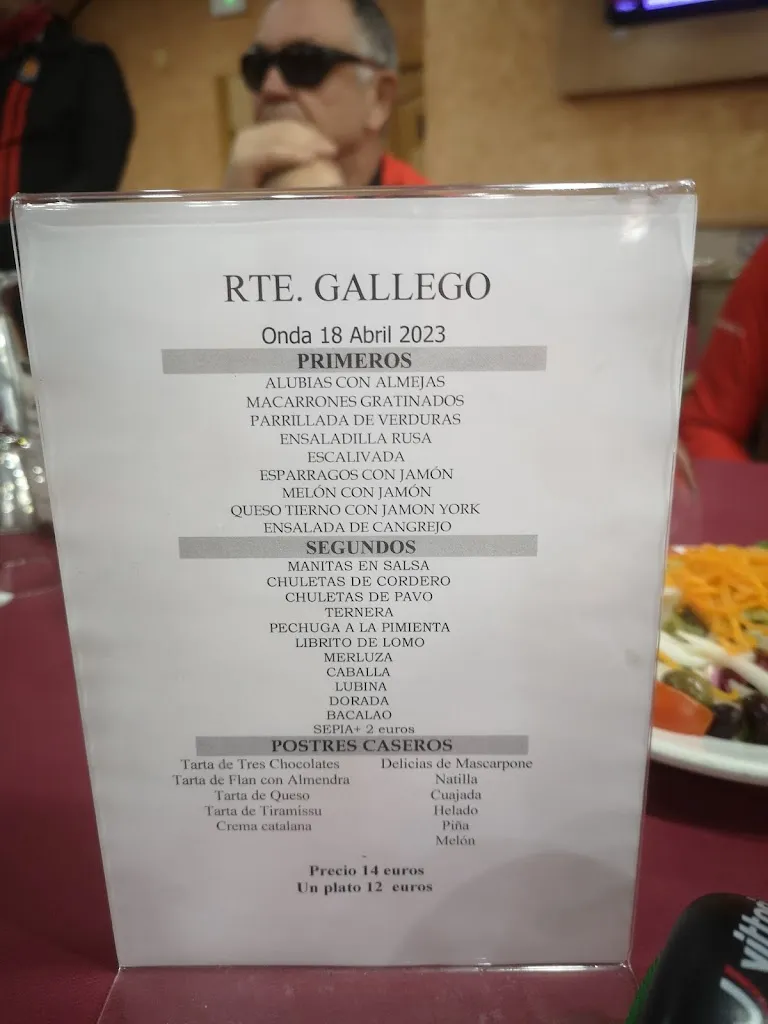 RTE. GALLEGO
Onda 18 Abril 2023
PRIMEROS
ALUBIAS CON ALMEJAS
MACARRONES GRATINADOS
PARRILLADA DE VERDURAS
ENSALADILLA RUSA
ESCALIVADA
ESPARRAGOS CON JAMÓN
MELÓN CON JAMÓN
QUESO TIERNO CON JAMON YORK
ENSALADA DE CANGREJO
SEGUNDOS
MANITAS EN SALSA
CHULETAS DE CORDERO
CHULETAS DE PAVO
TERNERA
PECHUGA A LA PIMIENTA
LIBRITO DE LOMO
MERLUZA
CABALLA
LUBINA
DORADA
BACALAO
SEPIA+ 2 euros
POSTRES CASEROS
Tarta de Tres Chocolates
Tarta de Flan con Almendra
Tarta de Queso
Tarta de Tiramissu
Crema catalana
Delicias de Mascarpone
Natilla
Cuajada
Helado
Piña
Melón
Precio 14 euros
Un plato 12 euros